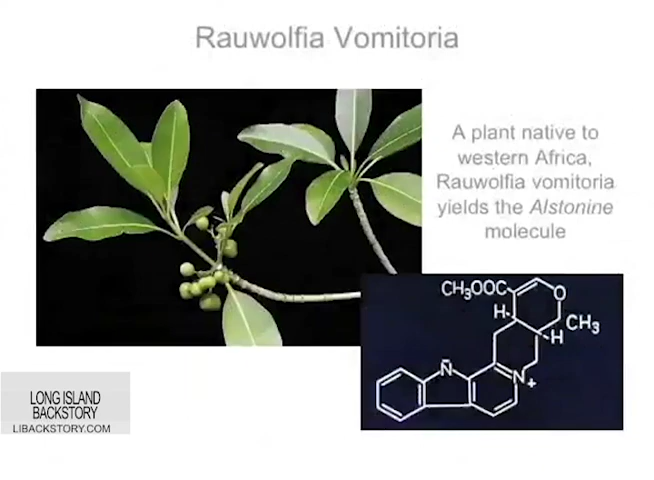 Rauwolfia Vomitoria
A plant native to
western Africa,
Rauwolfia vomitoria
yields the Alstonine
molecule
CH₃OOC
O
H
CH₃
H
N
N
+
LONG ISLAND
BACKSTORY
LIBACKSTORY.COM